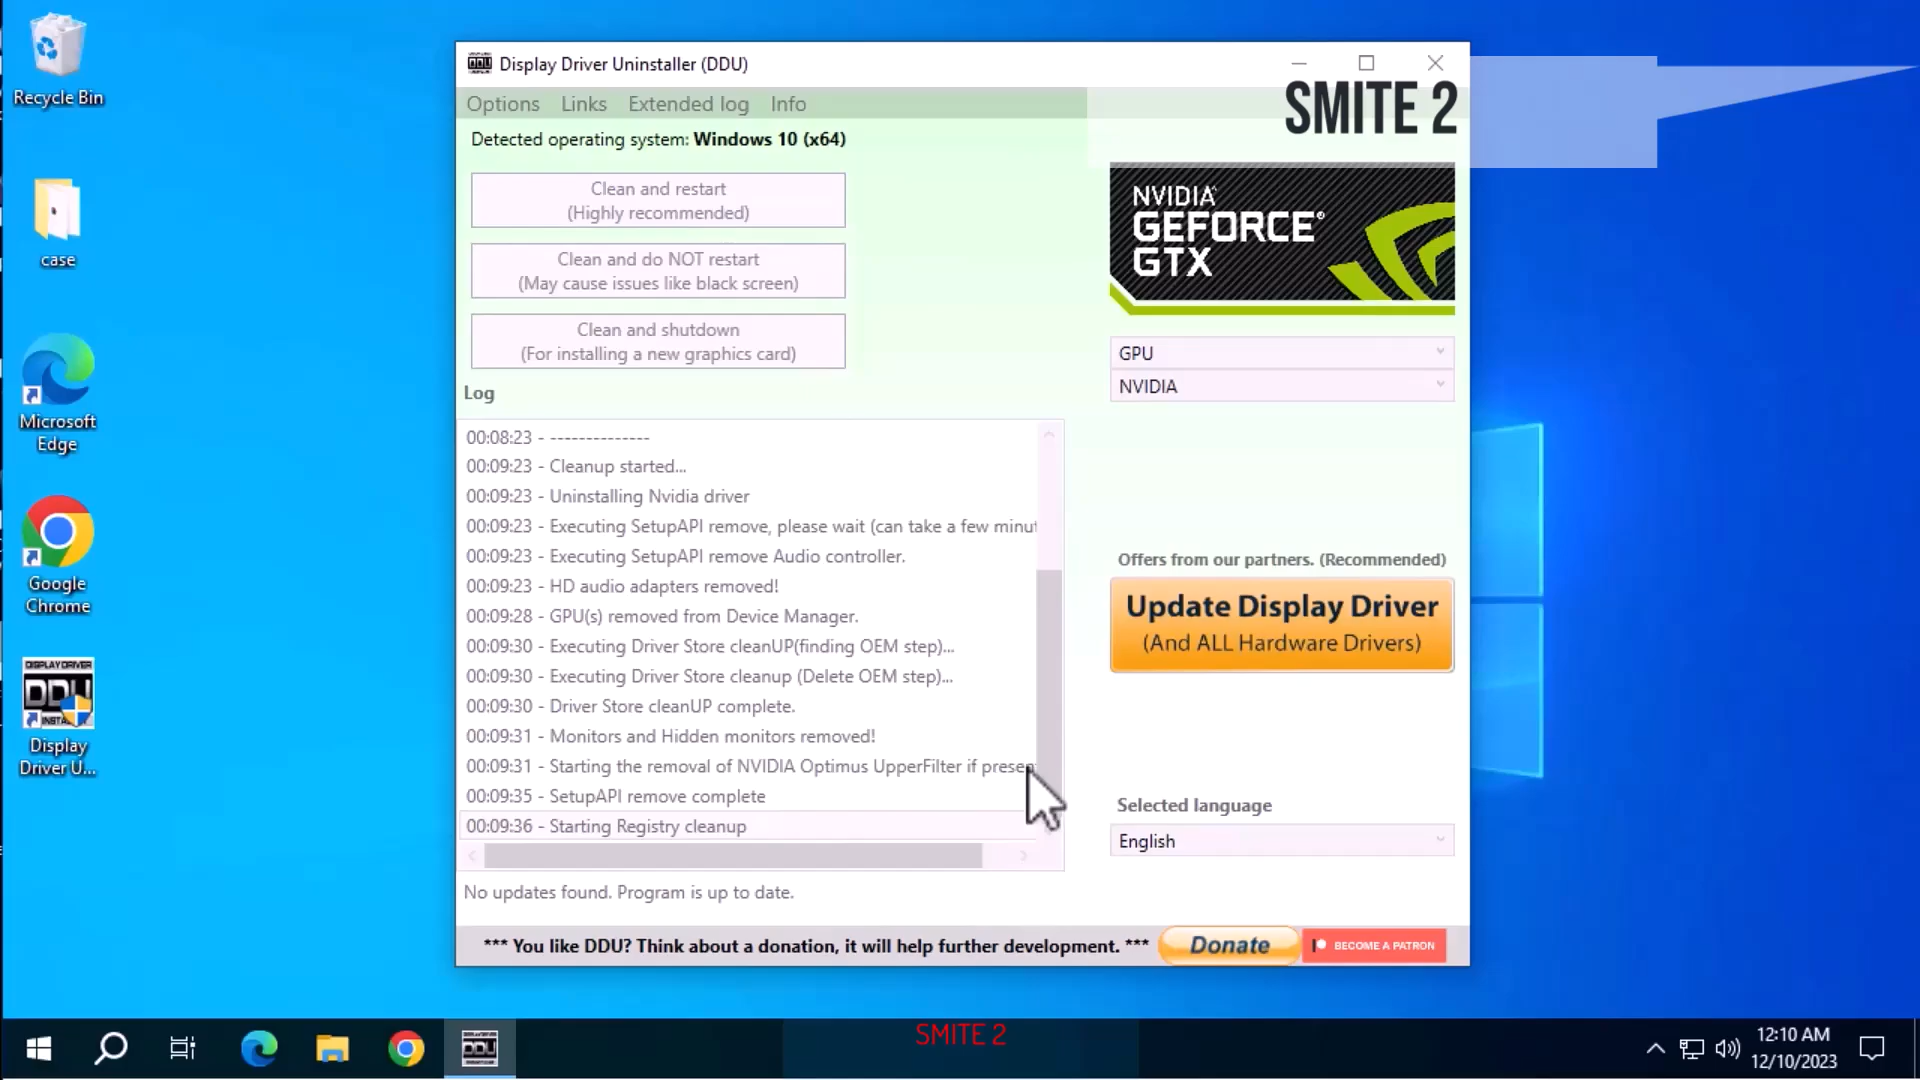 Recycle Bin
case
Microsoft
Edge
Google
Chrome
DISPLAY DRIVER
DDU
Display
Driver U...
DDU
Display Driver Uninstaller (DDU)
SMITE 2
Options Links Extended log Info
Detected operating system: Windows 10 (x64)
Clean and restart
(Highly recommended)
Clean and do NOT restart
(May cause issues like black screen)
Clean and shutdown
(For installing a new graphics card)
NVIDIA
GEFORCE®
GTX
GPU
NVIDIA
Log
00:08:23 - --------------
00:09:23 - Cleanup started...
00:09:23 - Uninstalling Nvidia driver
00:09:23 - Executing SetupAPI remove, please wait (can take a few minut
00:09:23 - Executing SetupAPI remove Audio controller.
00:09:23 - HD audio adapters removed!
00:09:28 - GPU(s) removed from Device Manager.
00:09:30 - Executing Driver Store cleanUP(finding OEM step)...
00:09:30 - Executing Driver Store cleanup (Delete OEM step)...
00:09:30 - Driver Store cleanUP complete.
00:09:31 - Monitors and Hidden monitors removed!
00:09:31 - Starting the removal of NVIDIA Optimus UpperFilter if presen
00:09:35 - SetupAPI remove complete
00:09:36 - Starting Registry cleanup
Offers from our partners. (Recommended)
Update Display Driver
(And ALL Hardware Drivers)
Selected language
English
No updates found. Program is up to date.
*** You like DDU? Think about a donation, it will help further development. ***
Donate
BECOME A PATRON
DDU
SMITE 2
12:10 AM
12/10/2023